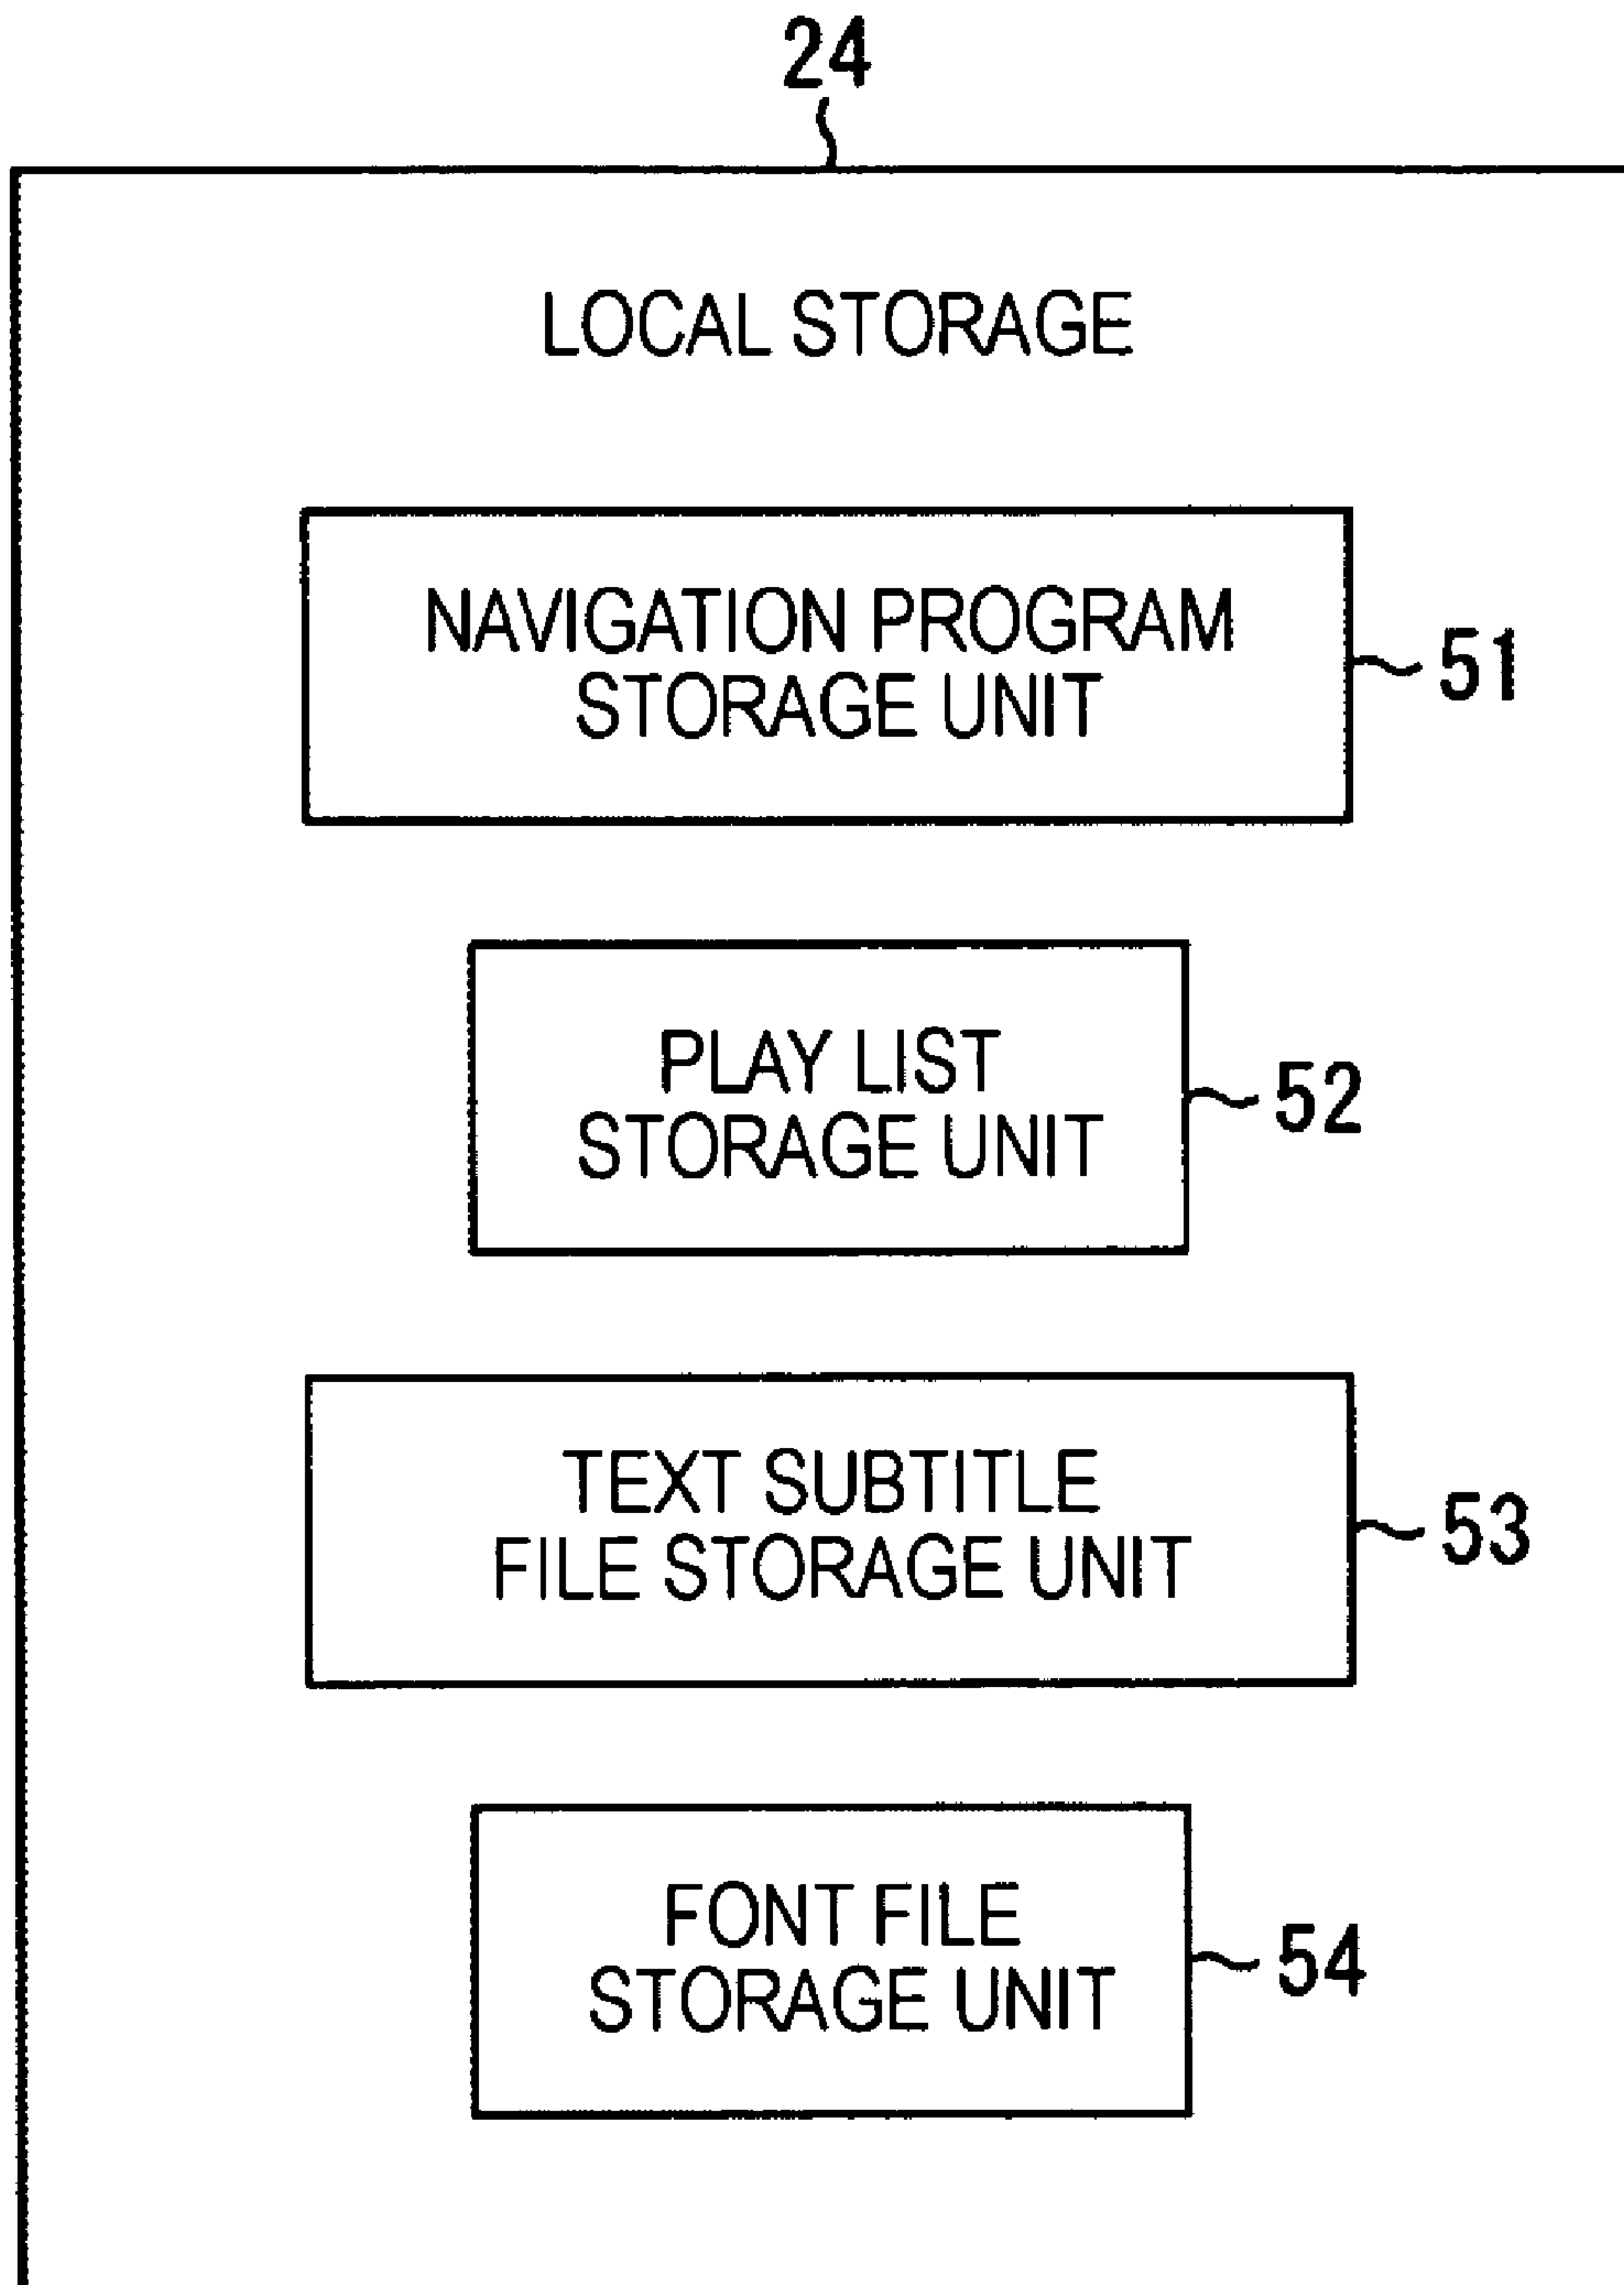 24
LOCAL STORAGE
NAVIGATION PROGRAM
STORAGE UNIT
51
PLAY LIST
STORAGE UNIT
52
TEXT SUBTITLE
FILE STORAGE UNIT
53
FONT FILE
STORAGE UNIT
54